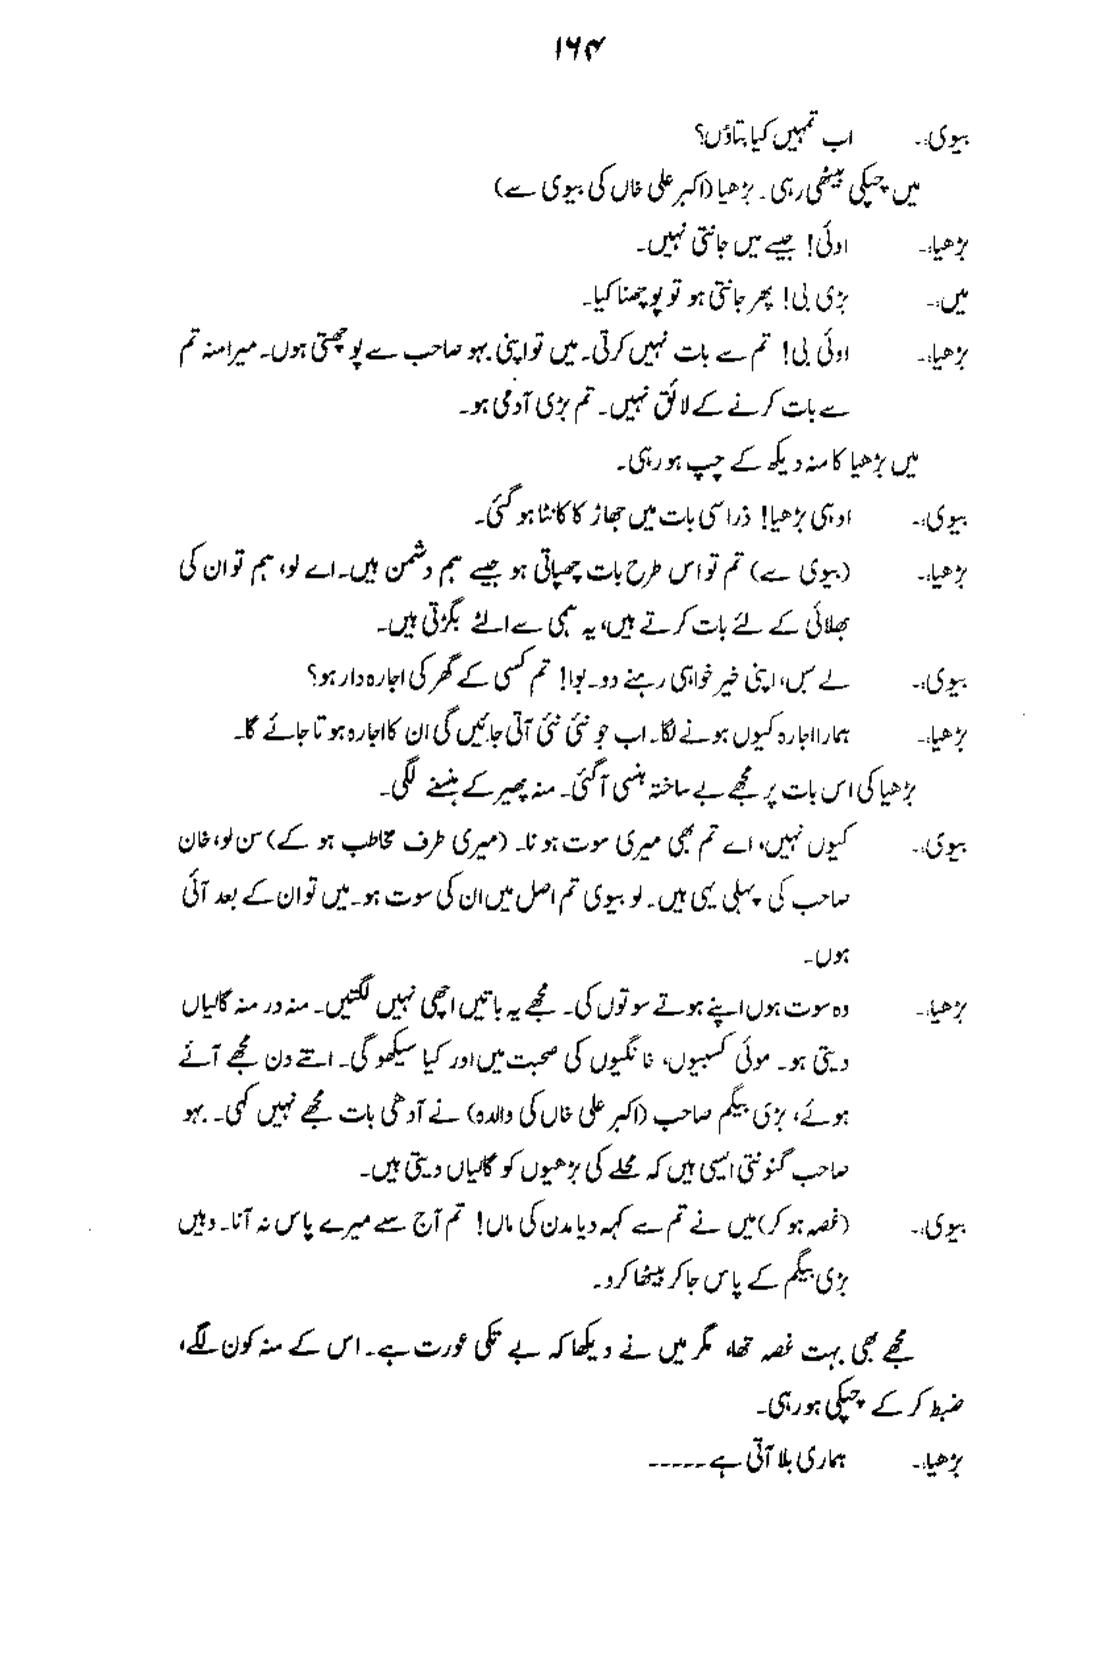 ۱۶۴
بیوی:۔ اب تمہیں کیا بتاؤں؟
میں چپکی بیٹھی رہی۔ بڑھیا (اکبر علی خاں کی بیوی سے)
بڑھیا:۔ اوئی! جیسے میں جانتی نہیں۔
میں:۔ بڑی بی! پھر جانتی ہو تو پوچھنا کیا۔
بڑھیا:۔ اوئی بی! تم سے بات نہیں کرتی۔ میں تو اپنی بہو صاحب سے پوچھتی ہوں۔ میرا منہ تم
سے بات کرنے کے لائق نہیں۔ تم بڑی آدمی ہو۔
میں بڑھیا کا منہ دیکھ کے چپ ہو رہی۔
بیوی:۔ اوہی بڑھیا! ذرا سی بات میں جھاڑ کا کانٹا ہو گئی۔
بڑھیا:۔ (بیوی سے) تم تو اس طرح بات چھپاتی ہو جیسے ہم دشمن ہیں۔ اے لو، ہم تو ان کی
بھلائی کے لئے بات کرتے ہیں، یہ ہمی سے الٹے بگڑتی ہیں۔
بیوی:۔ لے بس، اپنی خیر خواہی رہنے دو۔ بوا! تم کسی کے گھر کی اجارہ دار ہو؟
بڑھیا:۔ ہمارا اجارہ کیوں ہونے لگا۔ اب جو نئی نئی آتی جائیں گی ان کا اجارہ ہوتا جائے گا۔
بڑھیا کی اس بات پر مجھے بے ساختہ ہنسی آ گئی۔ منہ پھیر کے ہنسنے لگی۔
بیوی:۔ کیوں نہیں، اے تم بھی میری سوت ہو نا۔ (میری طرف مخاطب ہو کے) سن لو، خان
صاحب کی پہلی یہی ہیں۔ لو بیوی تم اصل میں ان کی سوت ہو۔ میں تو ان کے بعد آئی
ہوں۔
بڑھیا:۔ وہ سوت ہوں اپنے ہوتے سوتوں کی۔ مجھے یہ باتیں اچھی نہیں لگتیں۔ منہ در منہ گالیاں
دیتی ہو۔ موئی کسبیوں، خانگیوں کی صحبت میں اور کیا سیکھو گی۔ اتنے دن مجھے آئے
ہوئے، بڑی بیگم صاحب (اکبر علی خاں کی والدہ) نے آدھی بات مجھے نہیں کہی۔ بہو
صاحب گنونتی ایسی ہیں کہ محلے کی بڑھیوں کو گالیاں دیتی ہیں۔
بیوی:۔ (غصہ ہو کر) میں نے تم سے کہہ دیا مدن کی ماں! تم آج سے میرے پاس نہ آنا۔ وہیں
بڑی بیگم کے پاس جا کر بیٹھا کرو۔
مجھے بھی بہت غصہ تھا، مگر میں نے دیکھا کہ بے تکی عورت ہے۔ اس کے منہ کون لگے،
ضبط کر کے چپکی ہو رہی۔
بڑھیا:۔ ہماری بلا آتی ہے ۔۔۔۔۔